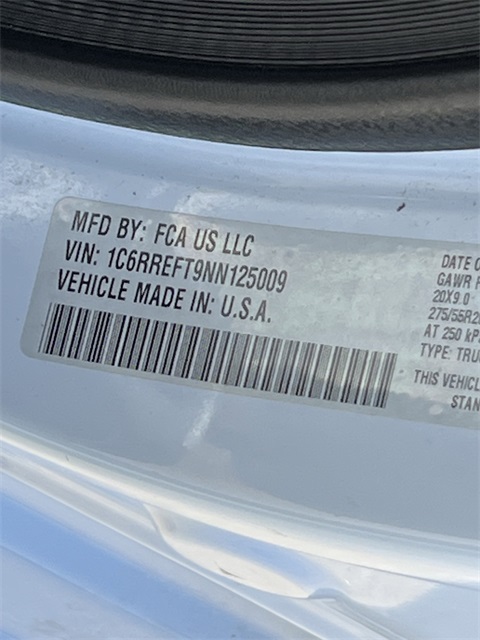 MFD BY: FCA US LLC
VIN: 1C6RREFT9NN125009
VEHICLE MADE IN: U.S.A.
DATE O
GAWR F
20X9.0
275/55R2
AT 250 kP
TYPE: TRU
THIS VEHICL
STAN